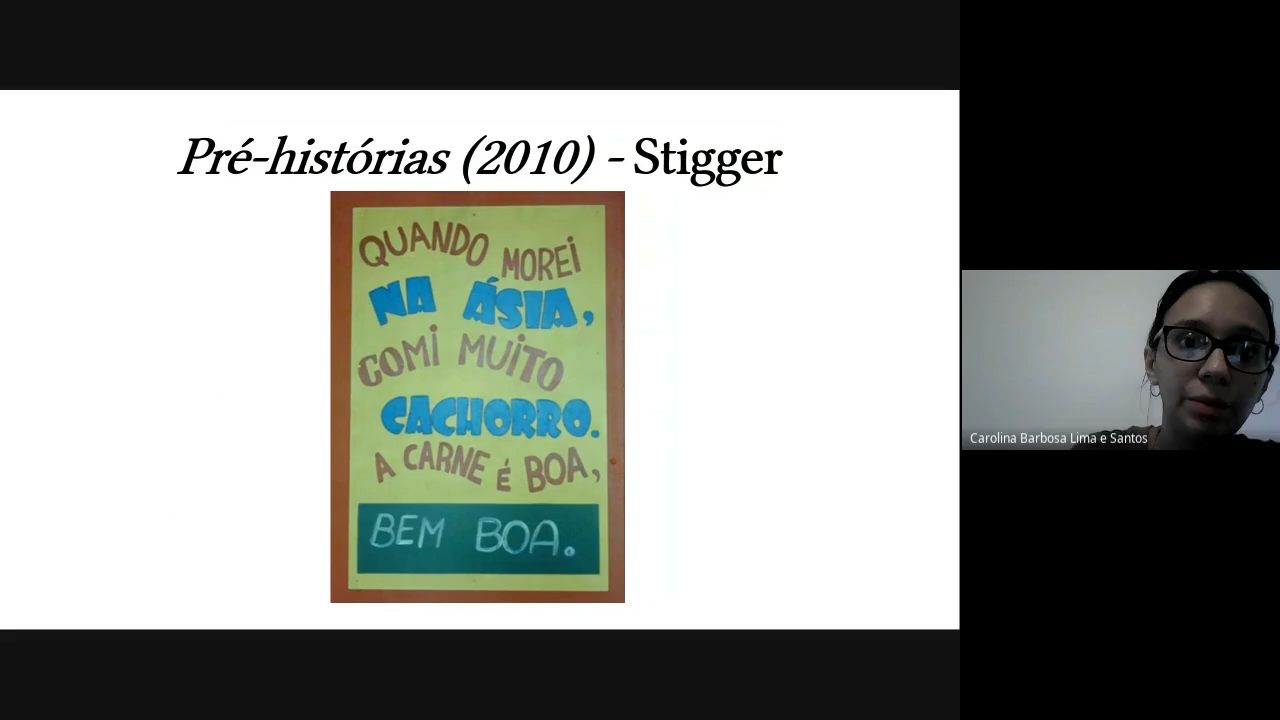 Pré-histórias (2010) - Stigger
QUANDO MOREI
NA ÁSIA,
COMI MUITO
CACHORRO.
A CARNE É BOA,
BEM BOA.
Carolina Barbosa Lima e Santos